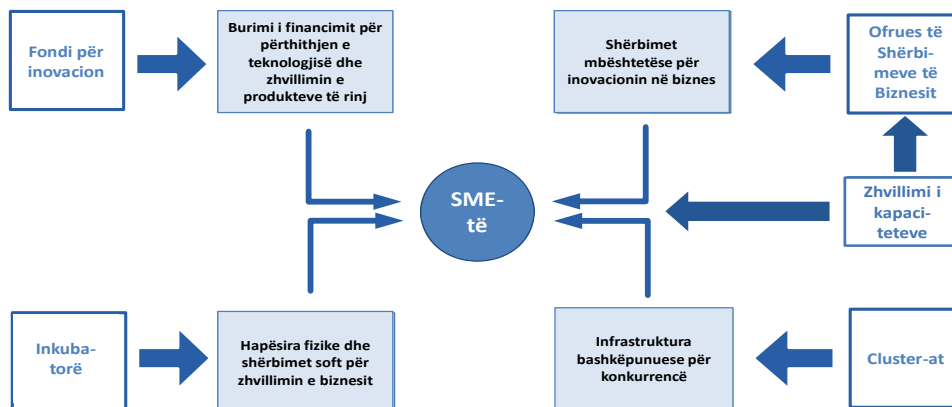 Fondi për
inovacion
Burimi i financimit për
përthithjen e
teknologjisë dhe
zhvillimin e
produkteve të rinj
Shërbimet
mbështetëse për
inovacionin në biznes
Ofrues të
Shërbi-
meve të
Biznesit
SME-
të
Zhvillimi i
kapaci-
teteve
Inkuba-
torë
Hapësira fizike dhe
shërbimet soft për
zhvillimin e biznesit
Infrastruktura
bashkëpunuese për
konkurrencë
Cluster-at